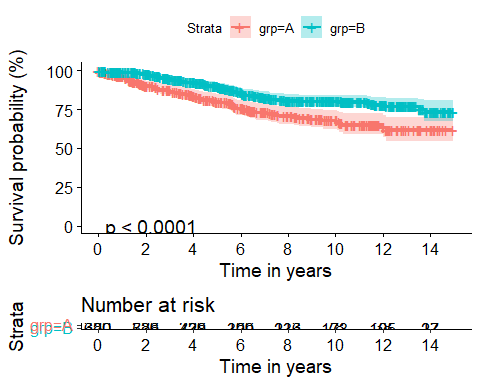 Strata grp=A grp=B
Survival probability (%)
100
75
50
25
0
p < 0.0001
0 2 4 6 8 10 12 14
Time in years
Number at risk
Strata
grp=A
grp=B
0 2 4 6 8 10 12 14
Time in years